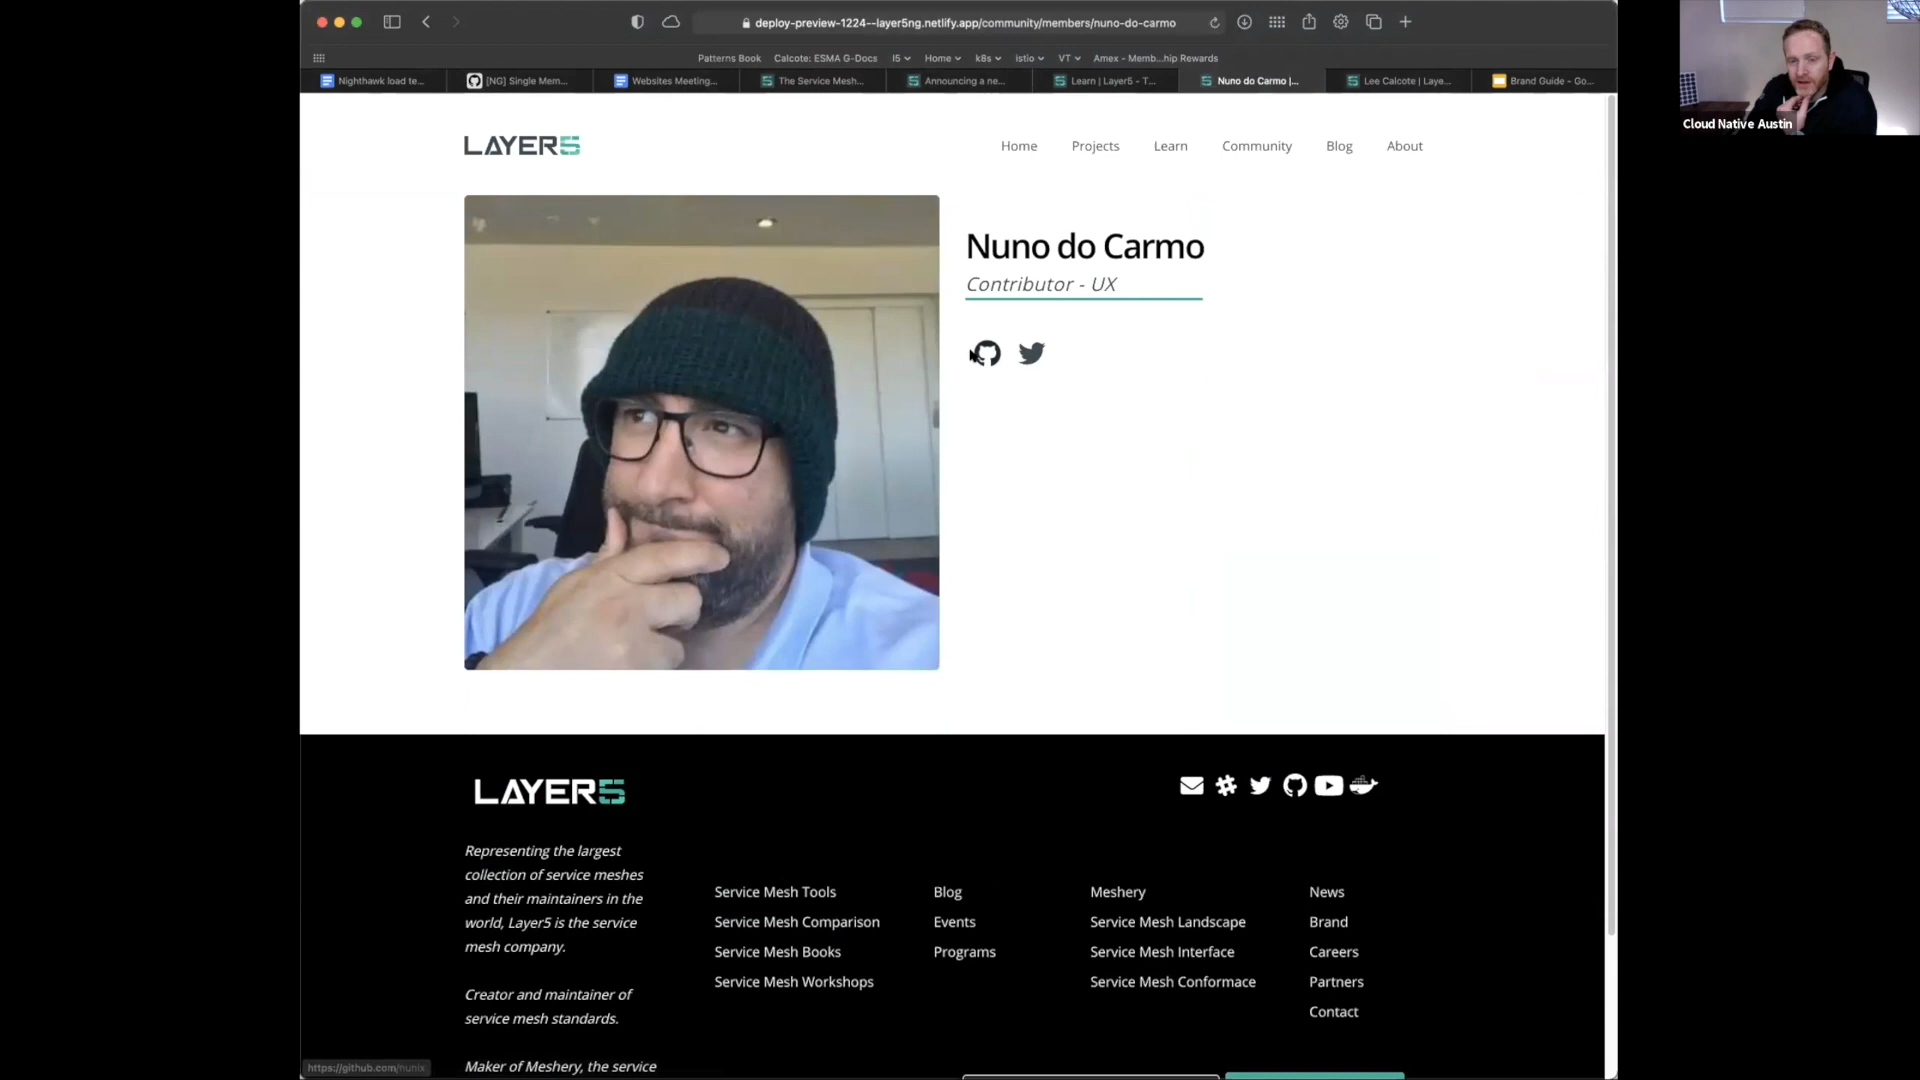 deploy-preview-1224--layer5ng.netlify.app/community/members/nuno-do-carmo
Patterns Book Calcote: ESMA G-Docs l5 Home k8s istio VT Amex - Memb...hip Rewards
Nighthawk load te... [NG] Single Mem... Websites Meeting... The Service Mesh... Announcing a ne... Learn | Layer5 - T... Nuno do Carmo |... Lee Calcote | Laye... Brand Guide - Go...
Cloud Native Austin
LAYER5
Home Projects Learn Community Blog About
Nuno do Carmo
Contributor - UX
LAYER5
Representing the largest
collection of service meshes
and their maintainers in the
world, Layer5 is the service
mesh company.
Creator and maintainer of
service mesh standards.
Maker of Meshery, the service
Service Mesh Tools
Service Mesh Comparison
Service Mesh Books
Service Mesh Workshops
Blog
Events
Programs
Meshery
Service Mesh Landscape
Service Mesh Interface
Service Mesh Conformace
News
Brand
Careers
Partners
Contact
https://github.com/nunix